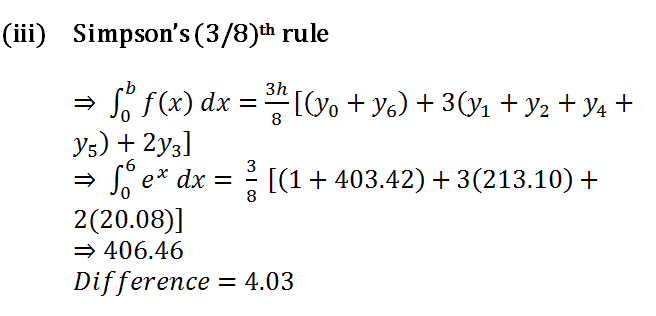 (iii) Simpson's (3/8)ᵗʰ rule
⇒ ∫₀ᵇ f(x) dx = 3h/8 [(y₀ + y₆) + 3(y₁ + y₂ + y₄ +
y₅) + 2y₃]
⇒ ∫₀⁶ eˣ dx = 3/8 [(1 + 403.42) + 3(213.10) +
2(20.08)]
⇒ 406.46
Difference = 4.03